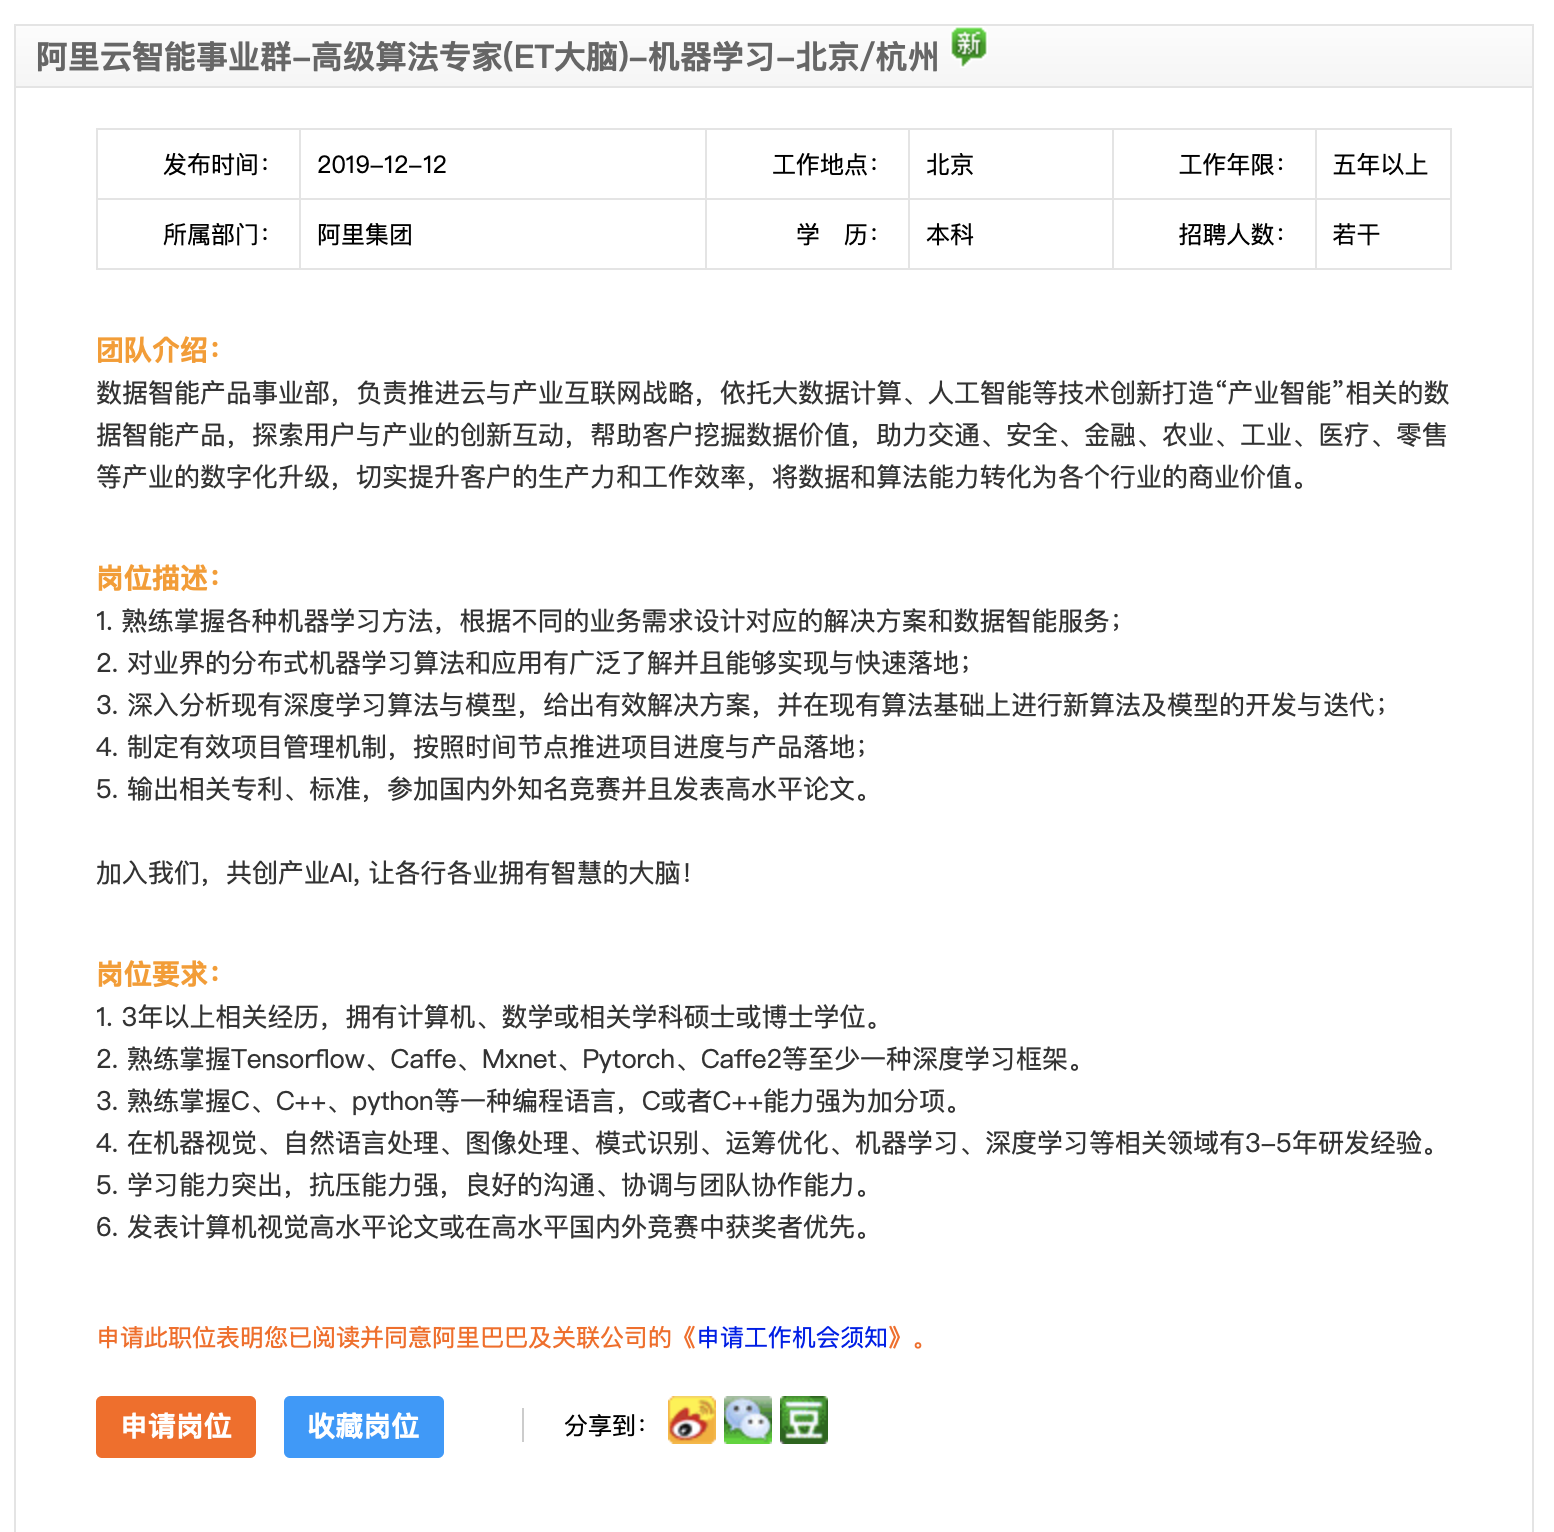 阿里云智能事业群-高级算法专家(ET大脑)-机器学习-北京/杭州 新
发布时间： 2019-12-12 工作地点： 北京 工作年限： 五年以上
所属部门： 阿里集团 学 历： 本科 招聘人数： 若干
团队介绍：
数据智能产品事业部，负责推进云与产业互联网战略，依托大数据计算、人工智能等技术创新打造“产业智能”相关的数
据智能产品，探索用户与产业的创新互动，帮助客户挖掘数据价值，助力交通、安全、金融、农业、工业、医疗、零售
等产业的数字化升级，切实提升客户的生产力和工作效率，将数据和算法能力转化为各个行业的商业价值。
岗位描述：
1. 熟练掌握各种机器学习方法，根据不同的业务需求设计对应的解决方案和数据智能服务；
2. 对业界的分布式机器学习算法和应用有广泛了解并且能够实现与快速落地；
3. 深入分析现有深度学习算法与模型，给出有效解决方案，并在现有算法基础上进行新算法及模型的开发与迭代；
4. 制定有效项目管理机制，按照时间节点推进项目进度与产品落地；
5. 输出相关专利、标准，参加国内外知名竞赛并且发表高水平论文。
加入我们，共创产业AI, 让各行各业拥有智慧的大脑！
岗位要求：
1. 3年以上相关经历，拥有计算机、数学或相关学科硕士或博士学位。
2. 熟练掌握Tensorflow、Caffe、Mxnet、Pytorch、Caffe2等至少一种深度学习框架。
3. 熟练掌握C、C++、python等一种编程语言，C或者C++能力强为加分项。
4. 在机器视觉、自然语言处理、图像处理、模式识别、运筹优化、机器学习、深度学习等相关领域有3-5年研发经验。
5. 学习能力突出，抗压能力强，良好的沟通、协调与团队协作能力。
6. 发表计算机视觉高水平论文或在高水平国内外竞赛中获奖者优先。
申请此职位表明您已阅读并同意阿里巴巴及关联公司的《申请工作机会须知》。
申请岗位 收藏岗位 分享到： 豆